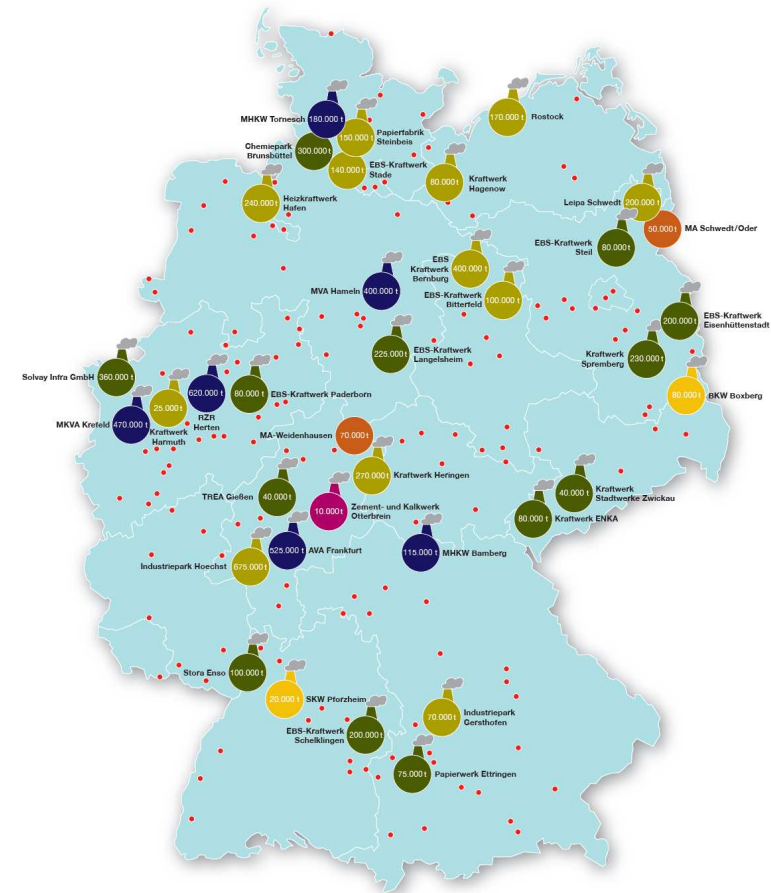 MHKW Tornesch
180.000 t
150.000 t
Papierfabrik
Steinbeis
Chemiepark
Brunsbüttel
300.000 t
140.000 t
EBS-Kraftwerk
Stade
170.000 t
Rostock
80.000 t
Kraftwerk
Hagenow
240.000 t
Heizkraftwerk
Hafen
Leipa Schwedt
200.000 t
50.000 t
MA Schwedt/Oder
EBS-Kraftwerk
Steil
80.000 t
EBS
Kraftwerk
Bernburg
400.000 t
MVA Hameln
400.000 t
EBS-Kraftwerk
Bitterfeld
100.000 t
200.000 t
EBS-Kraftwerk
Eisenhüttenstadt
225.000 t
EBS-Kraftwerk
Langelsheim
Kraftwerk
Spremberg
230.000 t
Solvay Infra GmbH
360.000 t
80.000 t
BKW Boxberg
620.000 t
RZR
Herten
80.000 t
EBS-Kraftwerk Paderborn
25.000 t
Kraftwerk
Harmuth
MKVA Krefeld
470.000 t
MA-Weidenhausen
70.000 t
270.000 t
Kraftwerk Heringen
TREA Gießen
40.000 t
10.000 t
Zement- und Kalkwerk
Otterbrein
40.000 t
Kraftwerk
Stadtwerke Zwickau
80.000 t
Kraftwerk ENKA
525.000 t
AVA Frankfurt
115.000 t
MHKW Bamberg
Industriepark Hoechst
675.000 t
Stora Enso
100.000 t
20.000 t
SKW Pforzheim
70.000 t
Industriepark
Gersthofen
EBS-Kraftwerk
Schelklingen
200.000 t
75.000 t
Papierwerk Ettringen